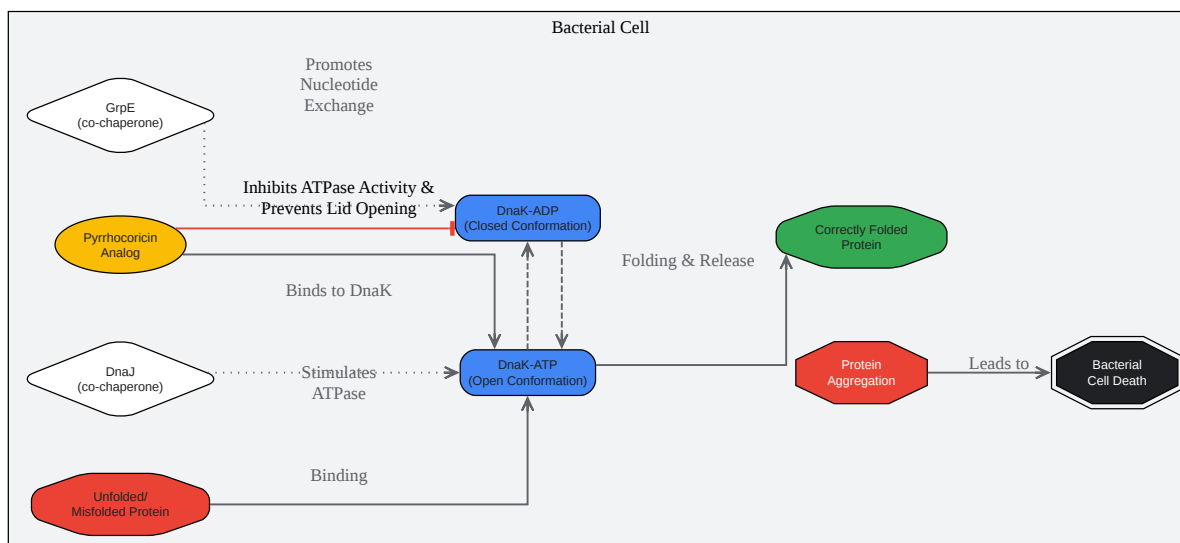 Bacterial Cell
Promotes
Nucleotide
Exchange
GrpE
(co-chaperone)
Inhibits ATPase Activity &
Prevents Lid Opening
DnaK-ADP
(Closed Conformation)
Pyrrhocoricin
Analog
Correctly Folded
Protein
Folding & Release
Binds to DnaK
DnaJ
(co-chaperone)
Stimulates
ATPase
DnaK-ATP
(Open Conformation)
Protein
Aggregation
Leads to
Bacterial
Cell Death
Binding
Unfolded/
Misfolded Protein